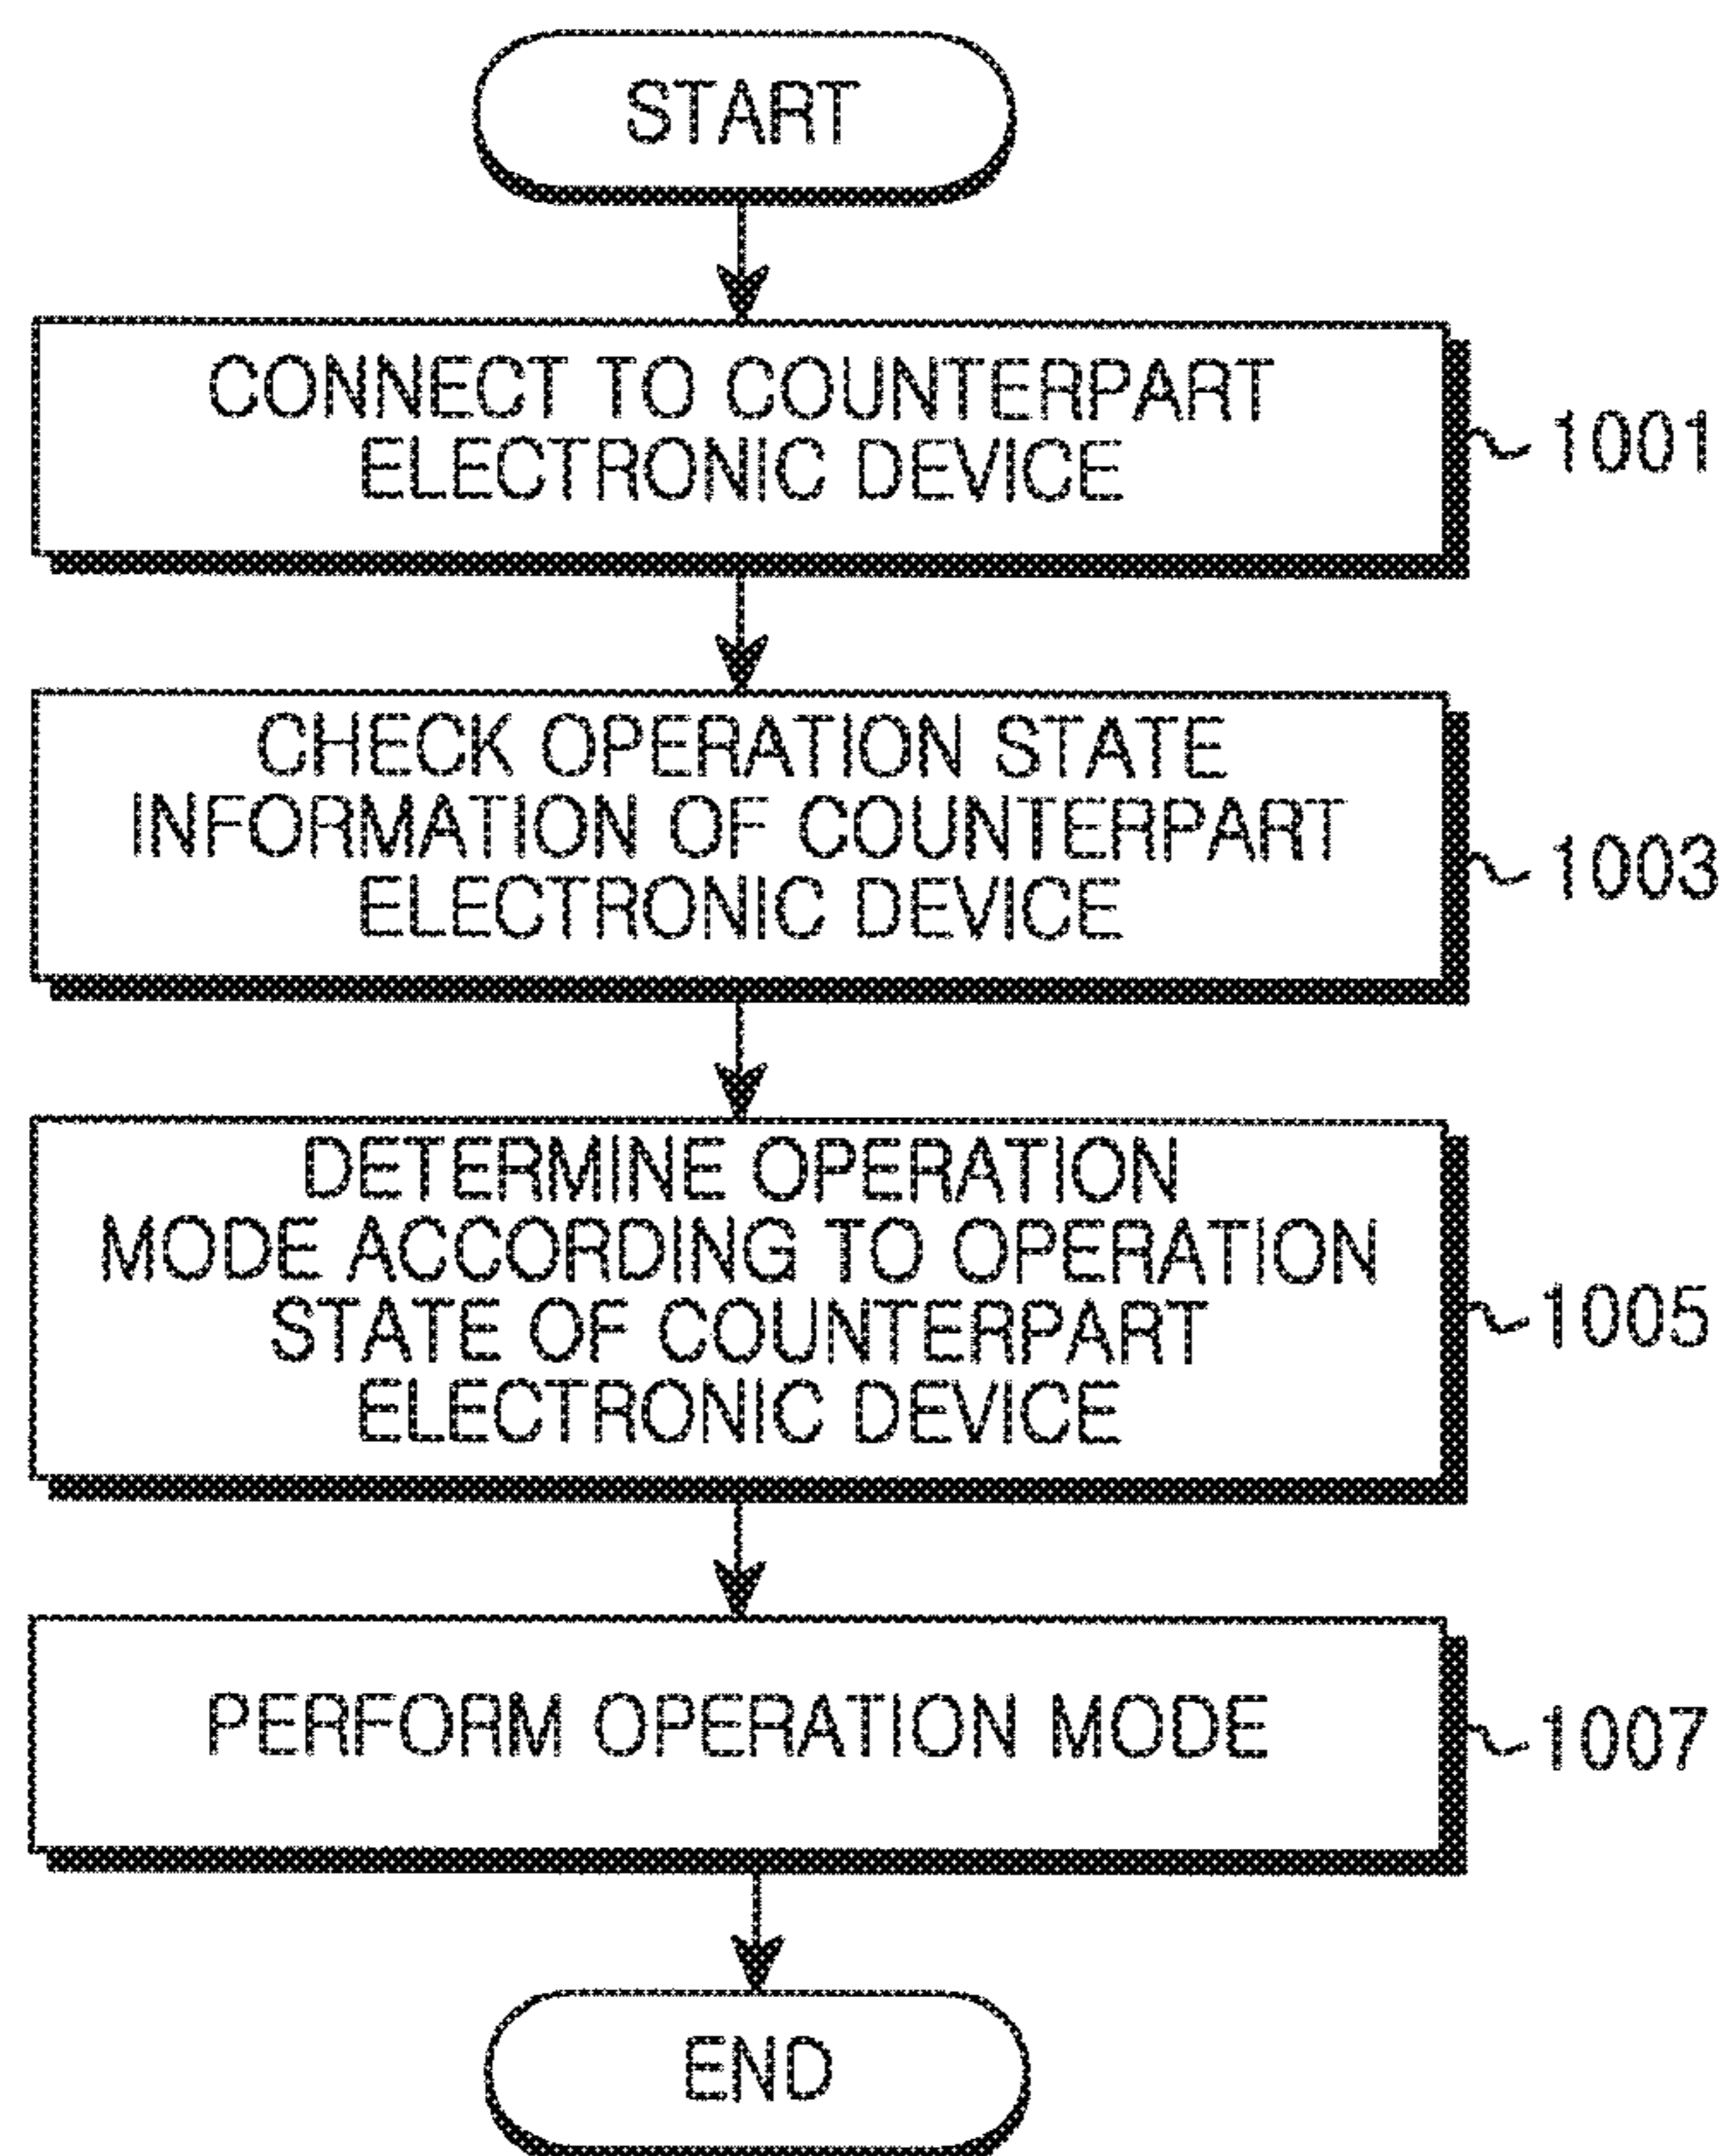 START
CONNECT TO COUNTERPART
ELECTRONIC DEVICE
1001
CHECK OPERATION STATE
INFORMATION OF COUNTERPART
ELECTRONIC DEVICE
1003
DETERMINE OPERATION
MODE ACCORDING TO OPERATION
STATE OF COUNTERPART
ELECTRONIC DEVICE
1005
PERFORM OPERATION MODE
1007
END